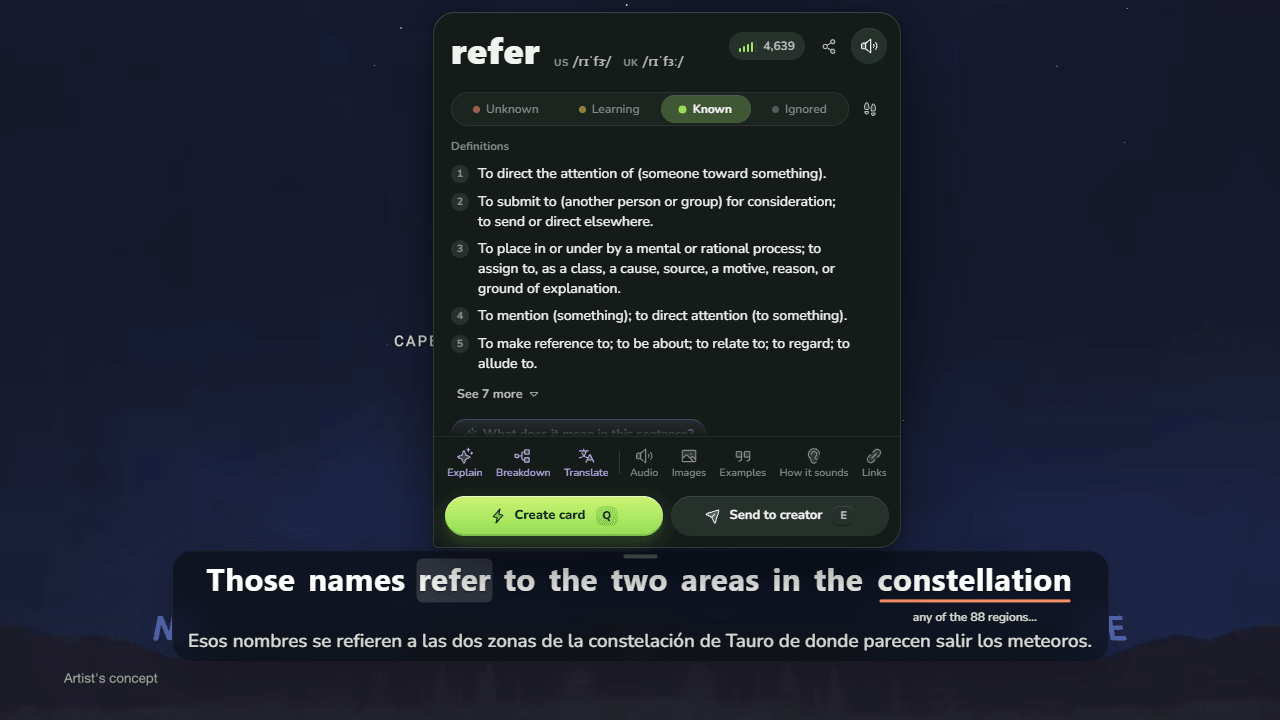 refer US /rɪˈfɝ/ UK /rɪˈfɜː/ 4,639
Unknown Learning Known Ignored
Definitions
1 To direct the attention of (someone toward something).
2 To submit to (another person or group) for consideration;
to send or direct elsewhere.
3 To place in or under by a mental or rational process; to
assign to, as a class, a cause, source, a motive, reason, or
ground of explanation.
4 To mention (something); to direct attention (to something).
CAPE
5 To make reference to; to be about; to relate to; to regard; to
allude to.
See 7 more
What does it mean in this sentence?
Explain Breakdown Translate Audio Images Examples How it sounds Links
Create card Q Send to creator E
Those names refer to the two areas in the constellation
any of the 88 regions...
N E
Esos nombres se refieren a las dos zonas de la constelación de Tauro de donde parecen salir los meteoros.
Artist's concept